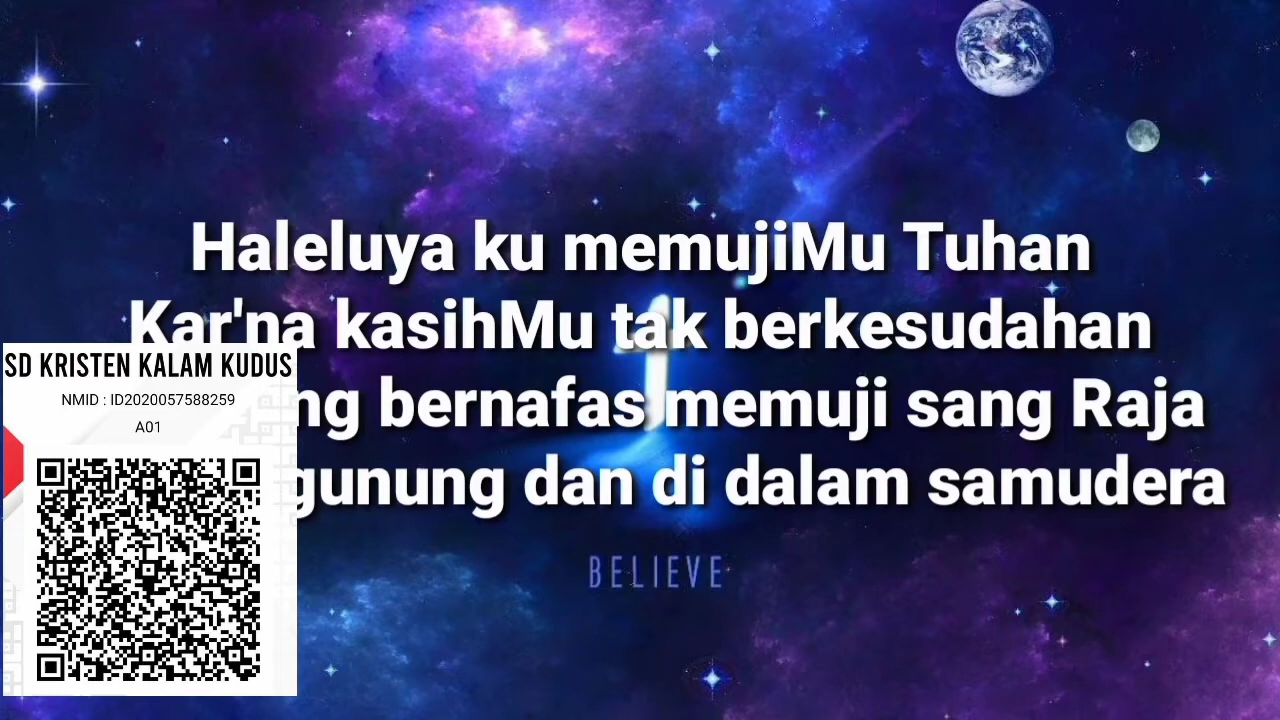 Haleluya ku memujiMu Tuhan
Kar'na kasihMu tak berkesudahan
bernafas memuji sang Raja
gunung dan di dalam samudera
BELIEVE
SD KRISTEN KALAM KUDUS
NMID : ID2020057588259
A01